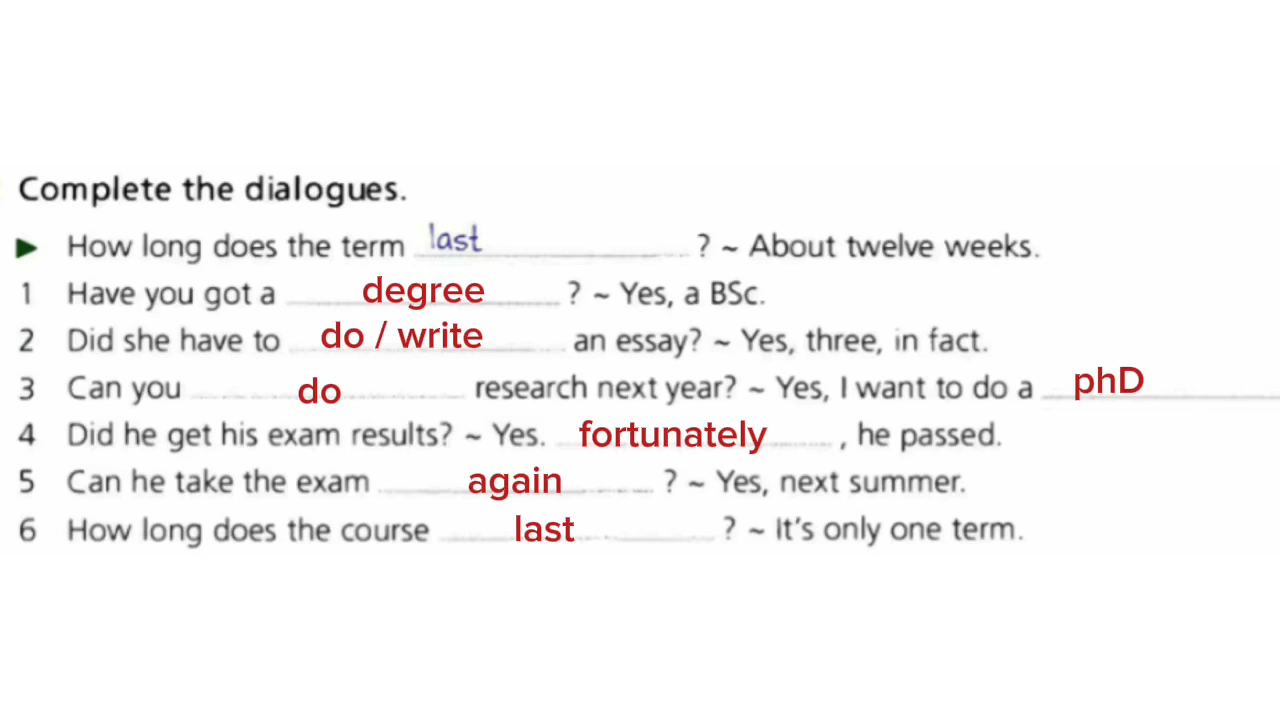 Complete the dialogues.
► How long does the term last ? ~ About twelve weeks.
1 Have you got a degree ? ~ Yes, a BSc.
2 Did she have to do / write an essay? ~ Yes, three, in fact.
3 Can you do research next year? ~ Yes, I want to do a phD
4 Did he get his exam results? ~ Yes. fortunately , he passed.
5 Can he take the exam again ? ~ Yes, next summer.
6 How long does the course last ? ~ It's only one term.